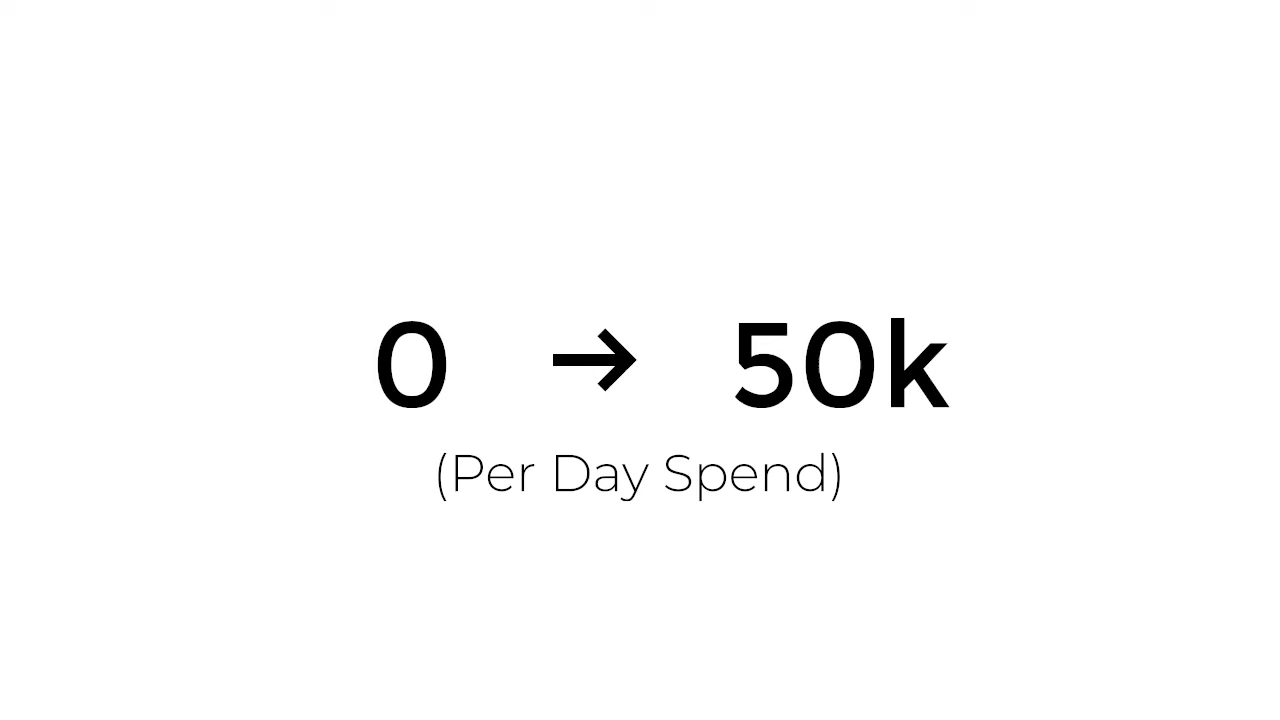 0 → 50k
(Per Day Spend)